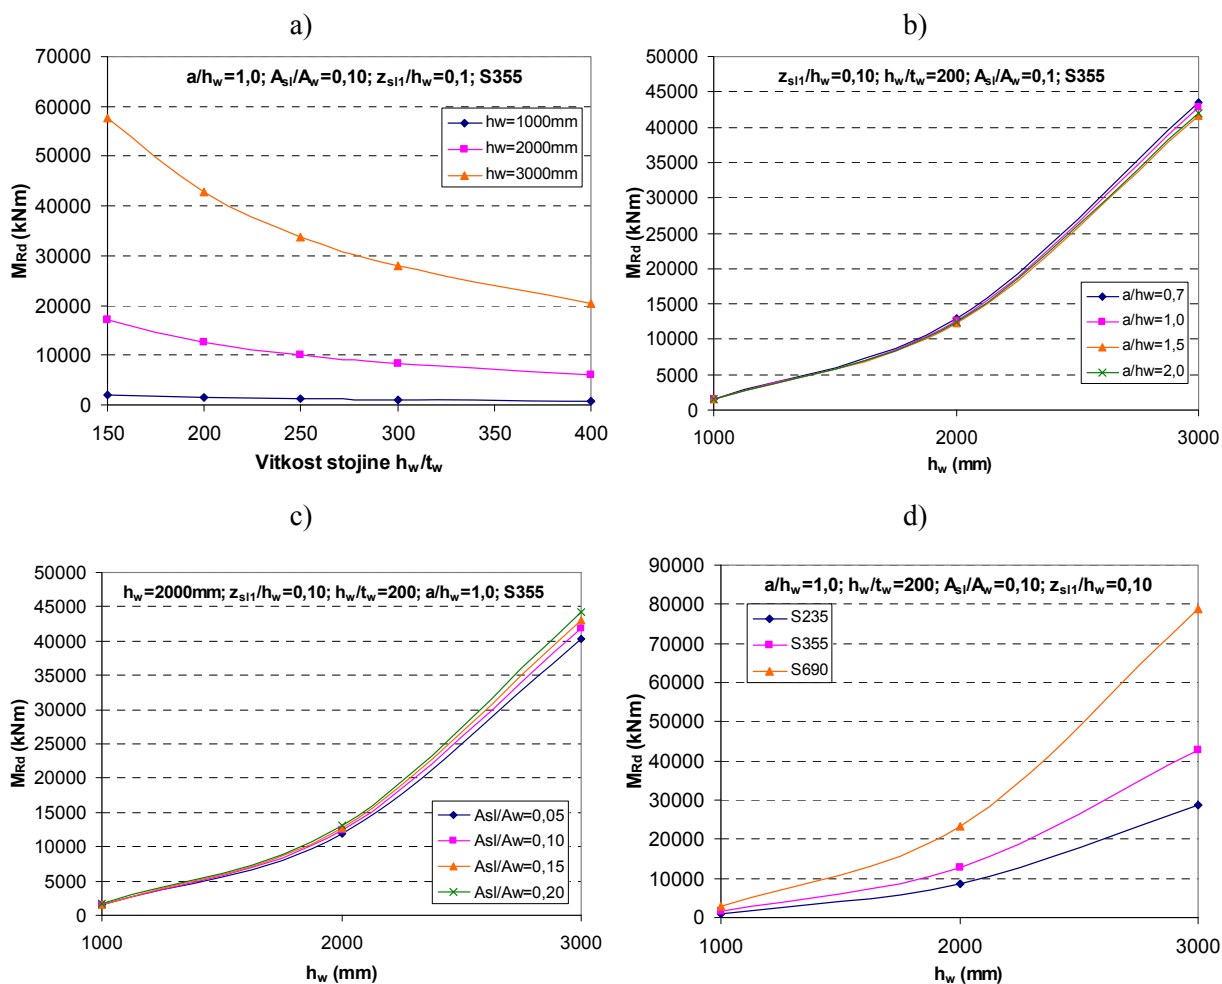 a)
a/hw=1,0; Asl/Aw=0,10; zsl1/hw=0,1; S355
70000
60000
50000
40000
30000
20000
10000
0
MRd (kNm)
hw=1000mm
hw=2000mm
hw=3000mm
150 200 250 300 350 400
Vitkost stojine hw/tw
b)
zsl1/hw=0,10; hw/tw=200; Asl/Aw=0,1; S355
50000
45000
40000
35000
30000
25000
20000
15000
10000
5000
0
MRd (kNm)
a/hw=0,7
a/hw=1,0
a/hw=1,5
a/hw=2,0
1000 2000 3000
hw (mm)
c)
hw=2000mm; zsl1/hw=0,10; hw/tw=200; a/hw=1,0; S355
50000
45000
40000
35000
30000
25000
20000
15000
10000
5000
0
MRd (kNm)
Asl/Aw=0,05
Asl/Aw=0,10
Asl/Aw=0,15
Asl/Aw=0,20
1000 2000 3000
hw (mm)
d)
a/hw=1,0; hw/tw=200; Asl/Aw=0,10; zsl1/hw=0,10
90000
80000
70000
60000
50000
40000
30000
20000
10000
0
MRd (kNm)
S235
S355
S690
1000 2000 3000
hw (mm)